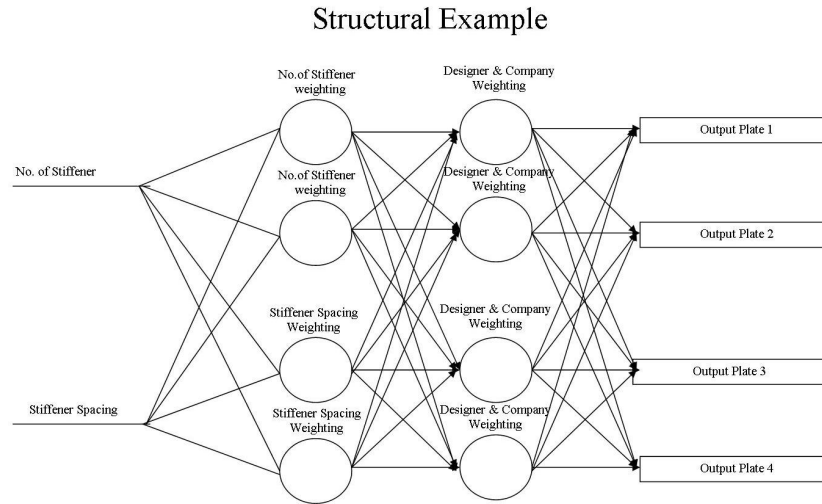 Structural Example
No.of Stiffener
weighting
Designer & Company
Weighting
Output Plate 1
No. of Stiffener
No.of Stiffener
weighting
Designer & Company
Weighting
Output Plate 2
Stiffener Spacing
Weighting
Designer & Company
Weighting
Output Plate 3
Stiffener Spacing
Stiffener Spacing
Weighting
Designer & Company
Weighting
Output Plate 4